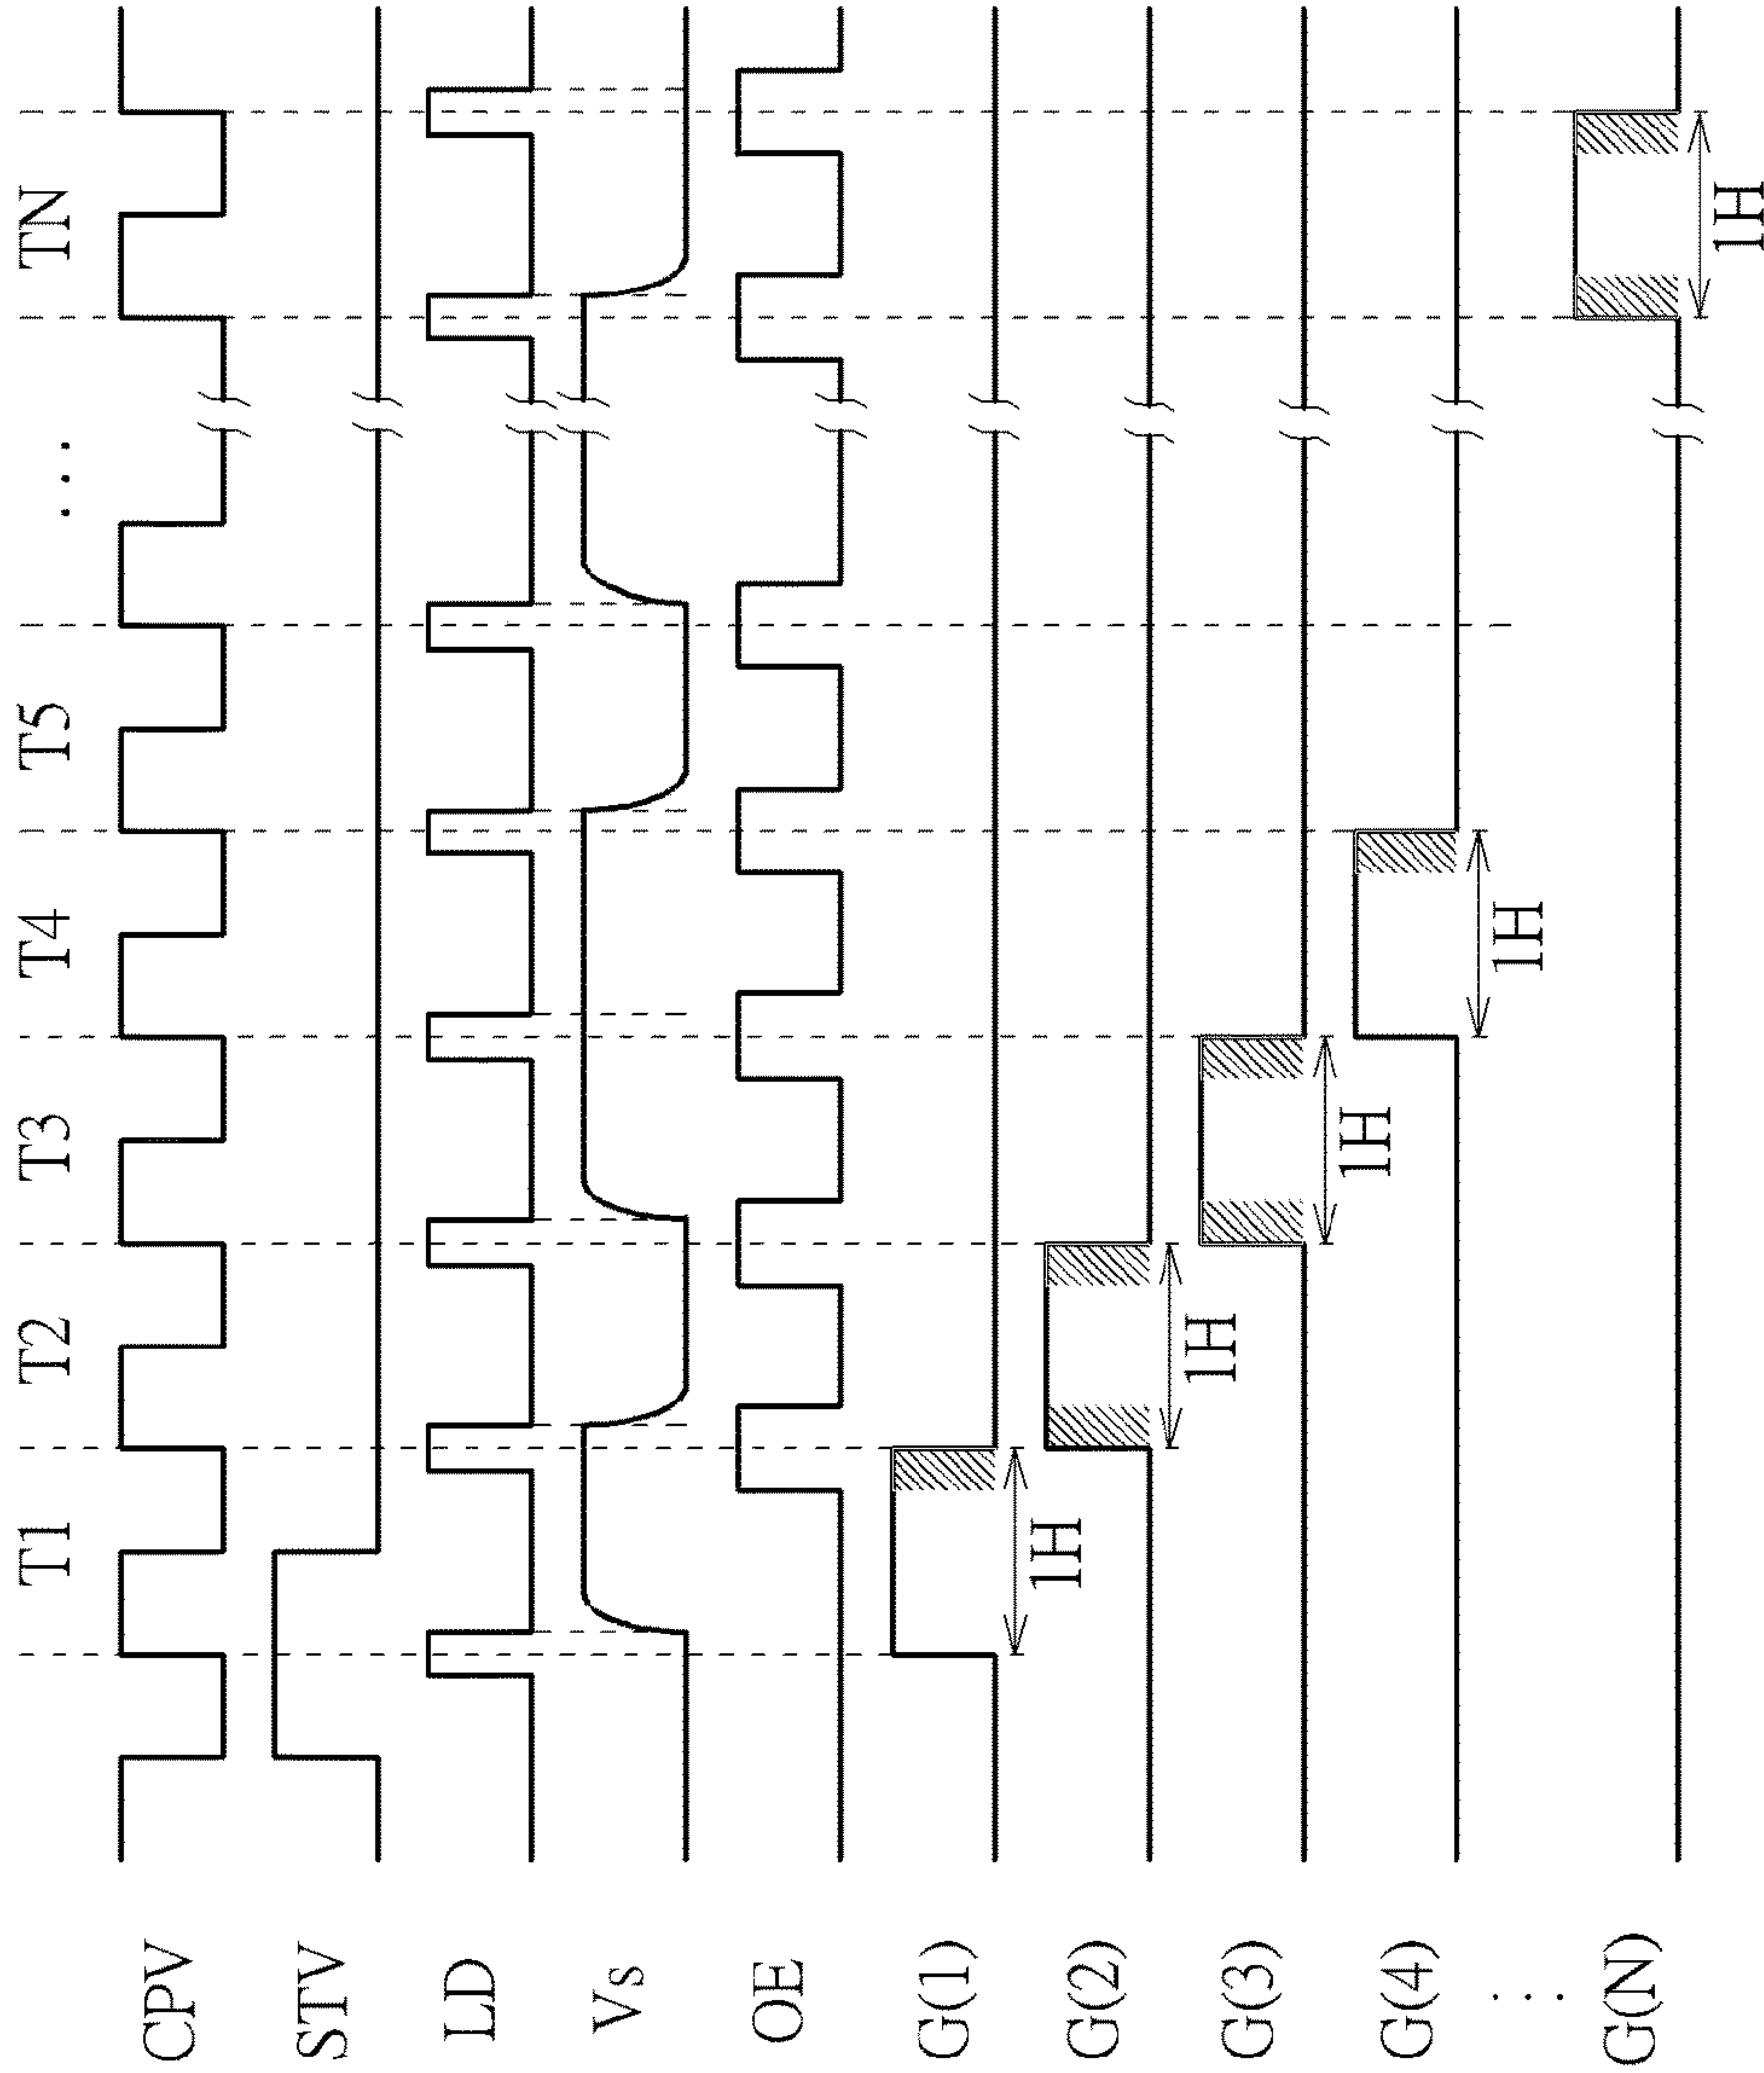 T1 T2 T3 T4 T5 ... TN
CPV
STV
LD
Vs
OE
G(1)
1H
G(2)
1H
G(3)
1H
G(4)
1H
...
G(N)
1H